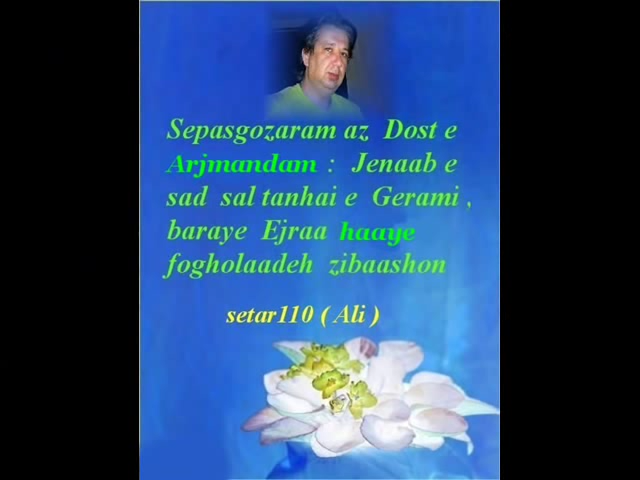 Sepasgozaram az Dost e
Arjmandam : Jenaab e
sad sal tanhai e Gerami ,
baraye Ejraa haaye
fogholaadeh zibaashon
setar110 ( Ali )